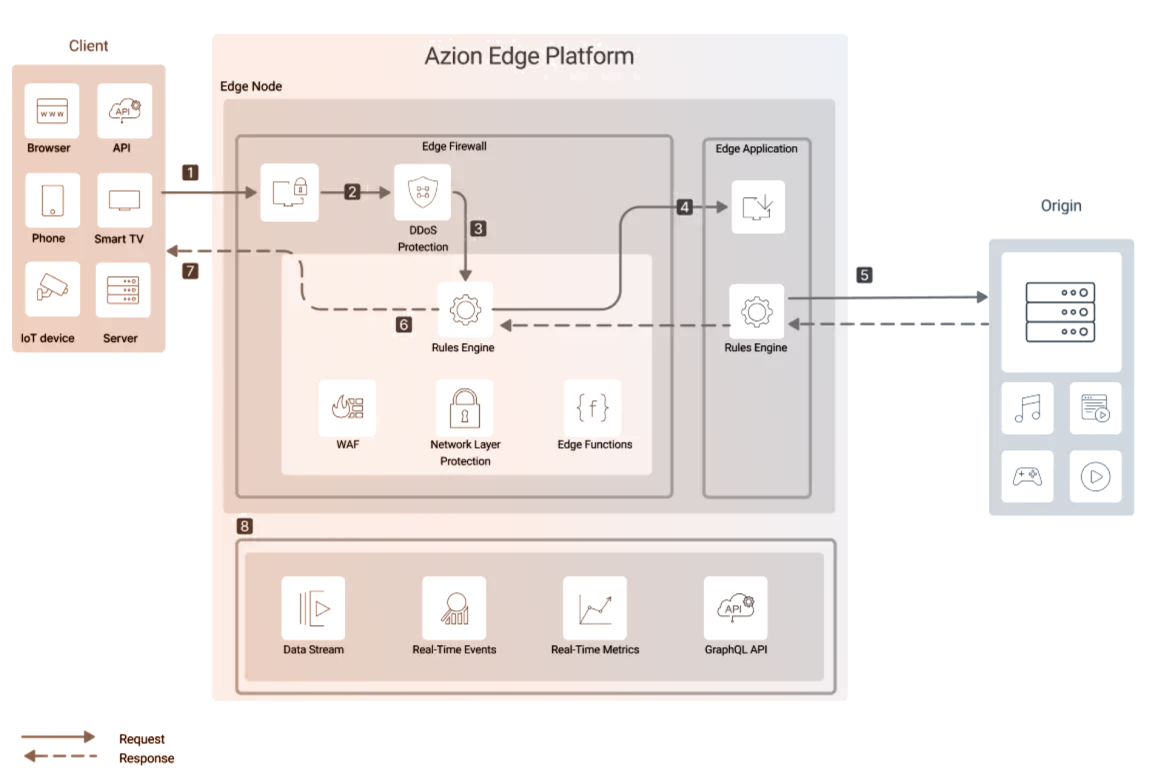 Client
Azion Edge Platform
Edge Node
WWW
API
Browser
API
Phone
Smart TV
IoT device
Server
1
Edge Firewall
2
DDoS
Protection
3
4
Edge Application
5
Origin
6
7
Rules Engine
Rules Engine
WAF
Network Layer
Protection
{f}
Edge Functions
8
Data Stream
Real-Time Events
Real-Time Metrics
API
GraphQL API
Request
Response